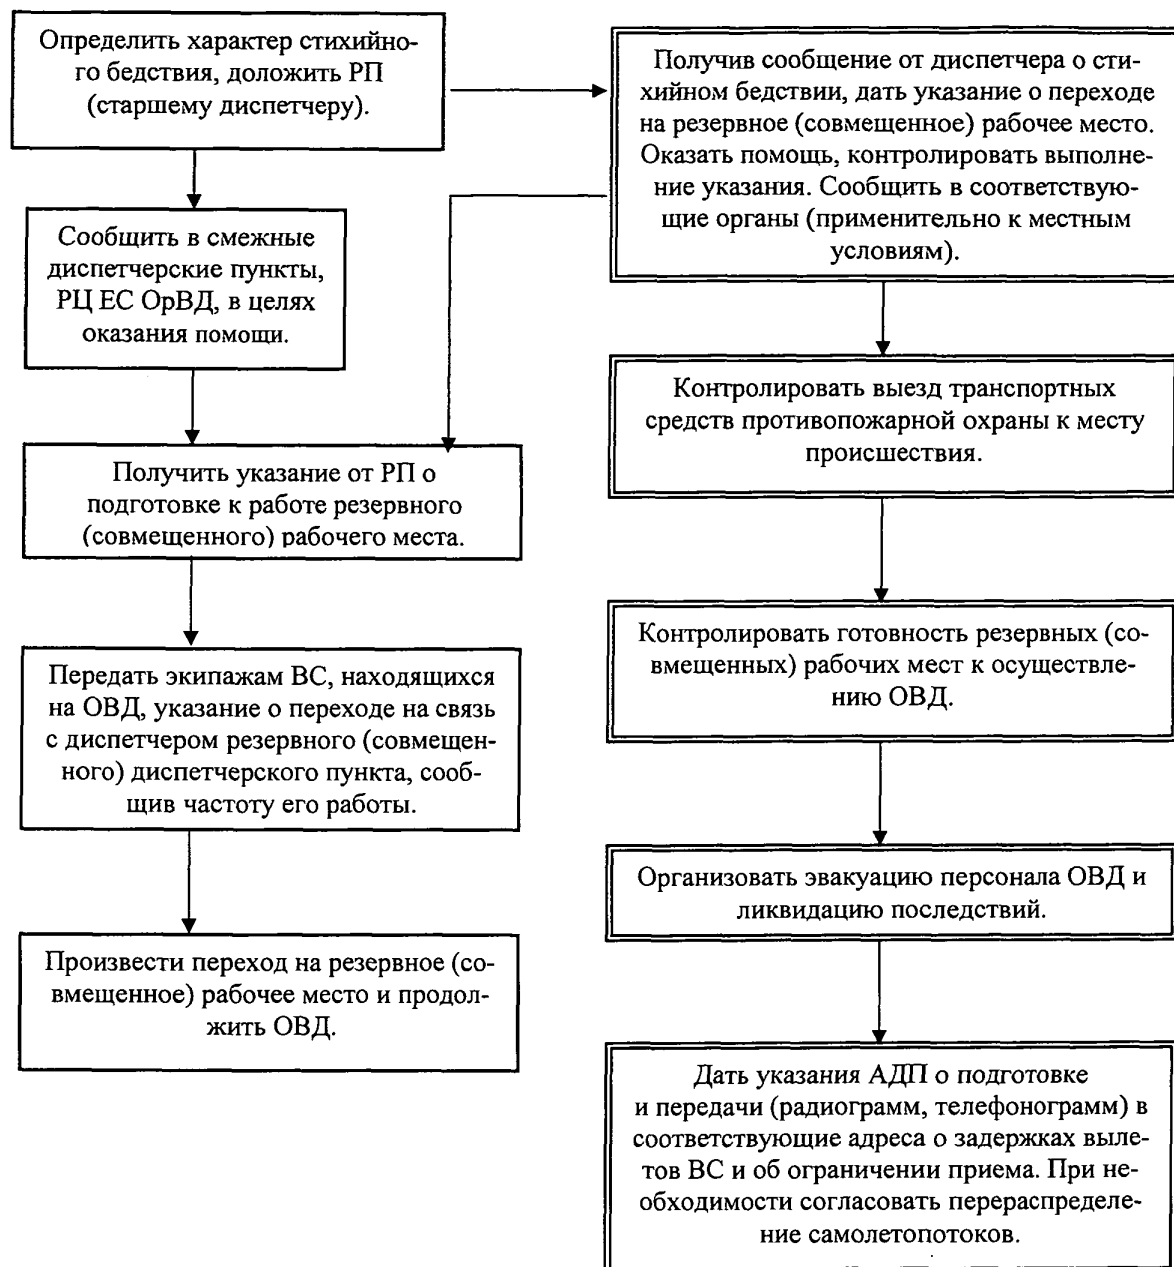 Определить характер стихийно-
го бедствия, доложить РП
(старшему диспетчеру).
Сообщить в смежные
диспетчерские пункты,
РЦ ЕС ОрВД, в целях
оказания помощи.
Получить указание от РП о
подготовке к работе резервного
(совмещенного) рабочего места.
Передать экипажам ВС, находящихся
на ОВД, указание о переходе на связь
с диспетчером резервного (совмещен-
ного) диспетчерского пункта, сооб-
щив частоту его работы.
Произвести переход на резервное (со-
вмещенное) рабочее место и продол-
жить ОВД.
Получив сообщение от диспетчера о сти-
хийном бедствии, дать указание о переходе
на резервное (совмещенное) рабочее место.
Оказать помощь, контролировать выполне-
ние указания. Сообщить в соответствую-
щие органы (применительно к местным
условиям).
Контролировать выезд транспортных
средств противопожарной охраны к месту
происшествия.
Контролировать готовность резервных (со-
вмещенных) рабочих мест к осуществле-
нию ОВД.
Организовать эвакуацию персонала ОВД и
ликвидацию последствий.
Дать указания АДП о подготовке
и передачи (радиограмм, телефонограмм) в
соответствующие адреса о задержках выле-
тов ВС и об ограничении приема. При не-
обходимости согласовать перераспределе-
ние самолетопотоков.